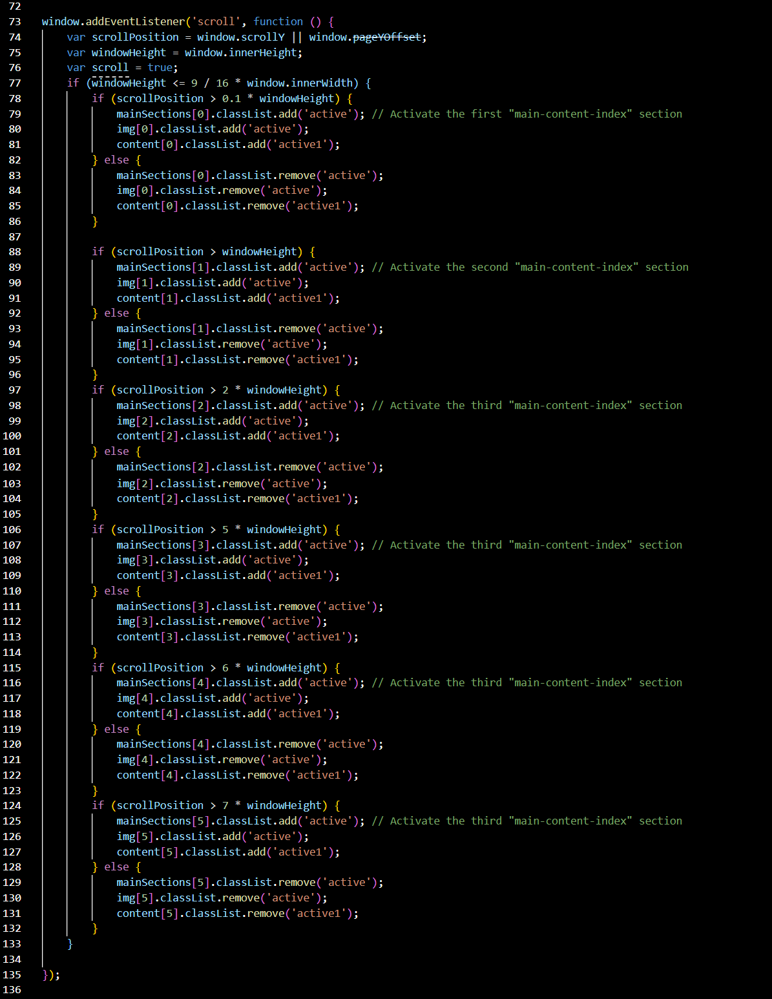 72
73 window.addEventListener('scroll', function () {
74     var scrollPosition = window.scrollY || window.pageYOffset;
75     var windowHeight = window.innerHeight;
76     var scroll = true;
77     if (windowHeight <= 9 / 16 * window.innerWidth) {
78         if (scrollPosition > 0.1 * windowHeight) {
79             mainSections[0].classList.add('active'); // Activate the first "main-content-index" section
80             img[0].classList.add('active');
81             content[0].classList.add('active1');
82         } else {
83             mainSections[0].classList.remove('active');
84             img[0].classList.remove('active');
85             content[0].classList.remove('active1');
86         }
87
88         if (scrollPosition > windowHeight) {
89             mainSections[1].classList.add('active'); // Activate the second "main-content-index" section
90             img[1].classList.add('active');
91             content[1].classList.add('active1');
92         } else {
93             mainSections[1].classList.remove('active');
94             img[1].classList.remove('active');
95             content[1].classList.remove('active1');
96         }
97         if (scrollPosition > 2 * windowHeight) {
98             mainSections[2].classList.add('active'); // Activate the third "main-content-index" section
99             img[2].classList.add('active');
100             content[2].classList.add('active1');
101         } else {
102             mainSections[2].classList.remove('active');
103             img[2].classList.remove('active');
104             content[2].classList.remove('active1');
105         }
106         if (scrollPosition > 5 * windowHeight) {
107             mainSections[3].classList.add('active'); // Activate the third "main-content-index" section
108             img[3].classList.add('active');
109             content[3].classList.add('active1');
110         } else {
111             mainSections[3].classList.remove('active');
112             img[3].classList.remove('active');
113             content[3].classList.remove('active1');
114         }
115         if (scrollPosition > 6 * windowHeight) {
116             mainSections[4].classList.add('active'); // Activate the third "main-content-index" section
117             img[4].classList.add('active');
118             content[4].classList.add('active1');
119         } else {
120             mainSections[4].classList.remove('active');
121             img[4].classList.remove('active');
122             content[4].classList.remove('active1');
123         }
124         if (scrollPosition > 7 * windowHeight) {
125             mainSections[5].classList.add('active'); // Activate the third "main-content-index" section
126             img[5].classList.add('active');
127             content[5].classList.add('active1');
128         } else {
129             mainSections[5].classList.remove('active');
130             img[5].classList.remove('active');
131             content[5].classList.remove('active1');
132         }
133     }
134
135 });
136